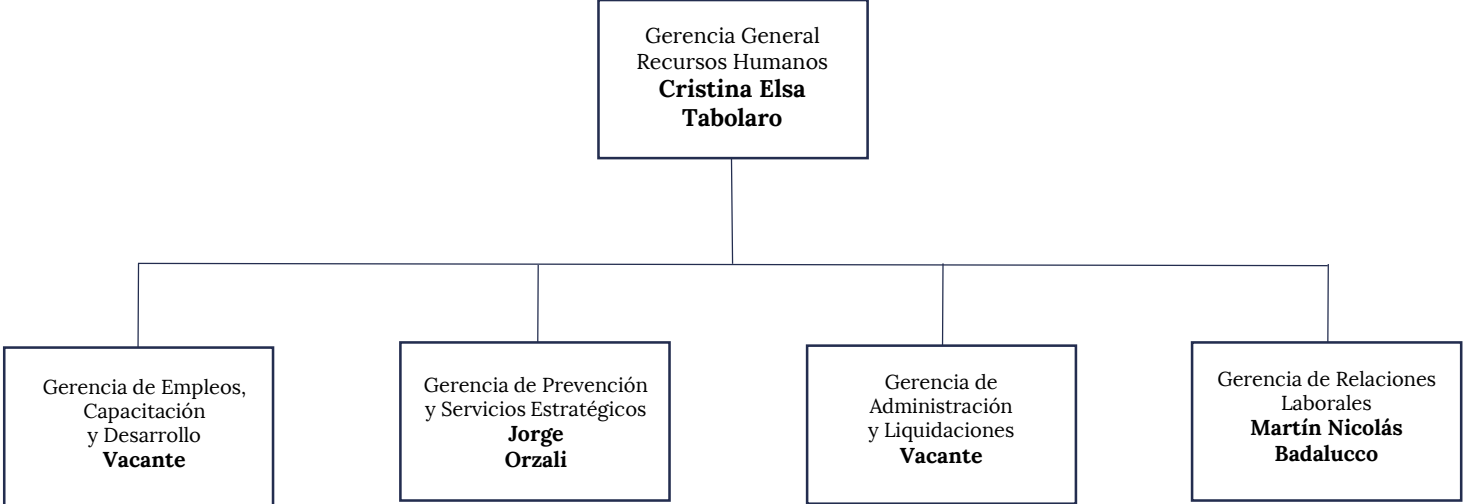 Gerencia General
Recursos Humanos
Cristina Elsa
Tabolaro
Gerencia de Empleos,
Capacitación
y Desarrollo
Vacante
Gerencia de Prevención
y Servicios Estratégicos
Jorge
Orzali
Gerencia de
Administración
y Liquidaciones
Vacante
Gerencia de Relaciones
Laborales
Martín Nicolás
Badalucco